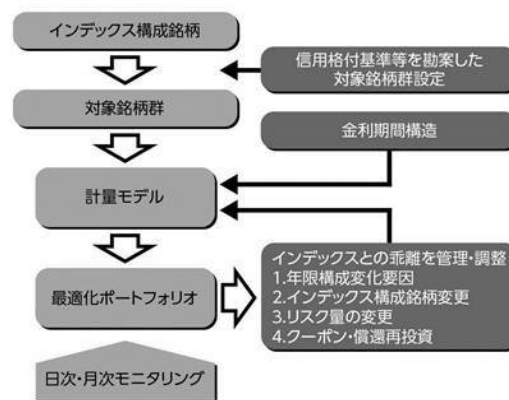 インデックス構成銘柄
信用格付基準等を勘案した
対象銘柄群設定
対象銘柄群
金利期間構造
計量モデル
インデックスとの乖離を管理・調整
1.年限構成変化要因
2.インデックス構成銘柄変更
3.リスク量の変更
4.クーポン・償還再投資
最適化ポートフォリオ
日次・月次モニタリング